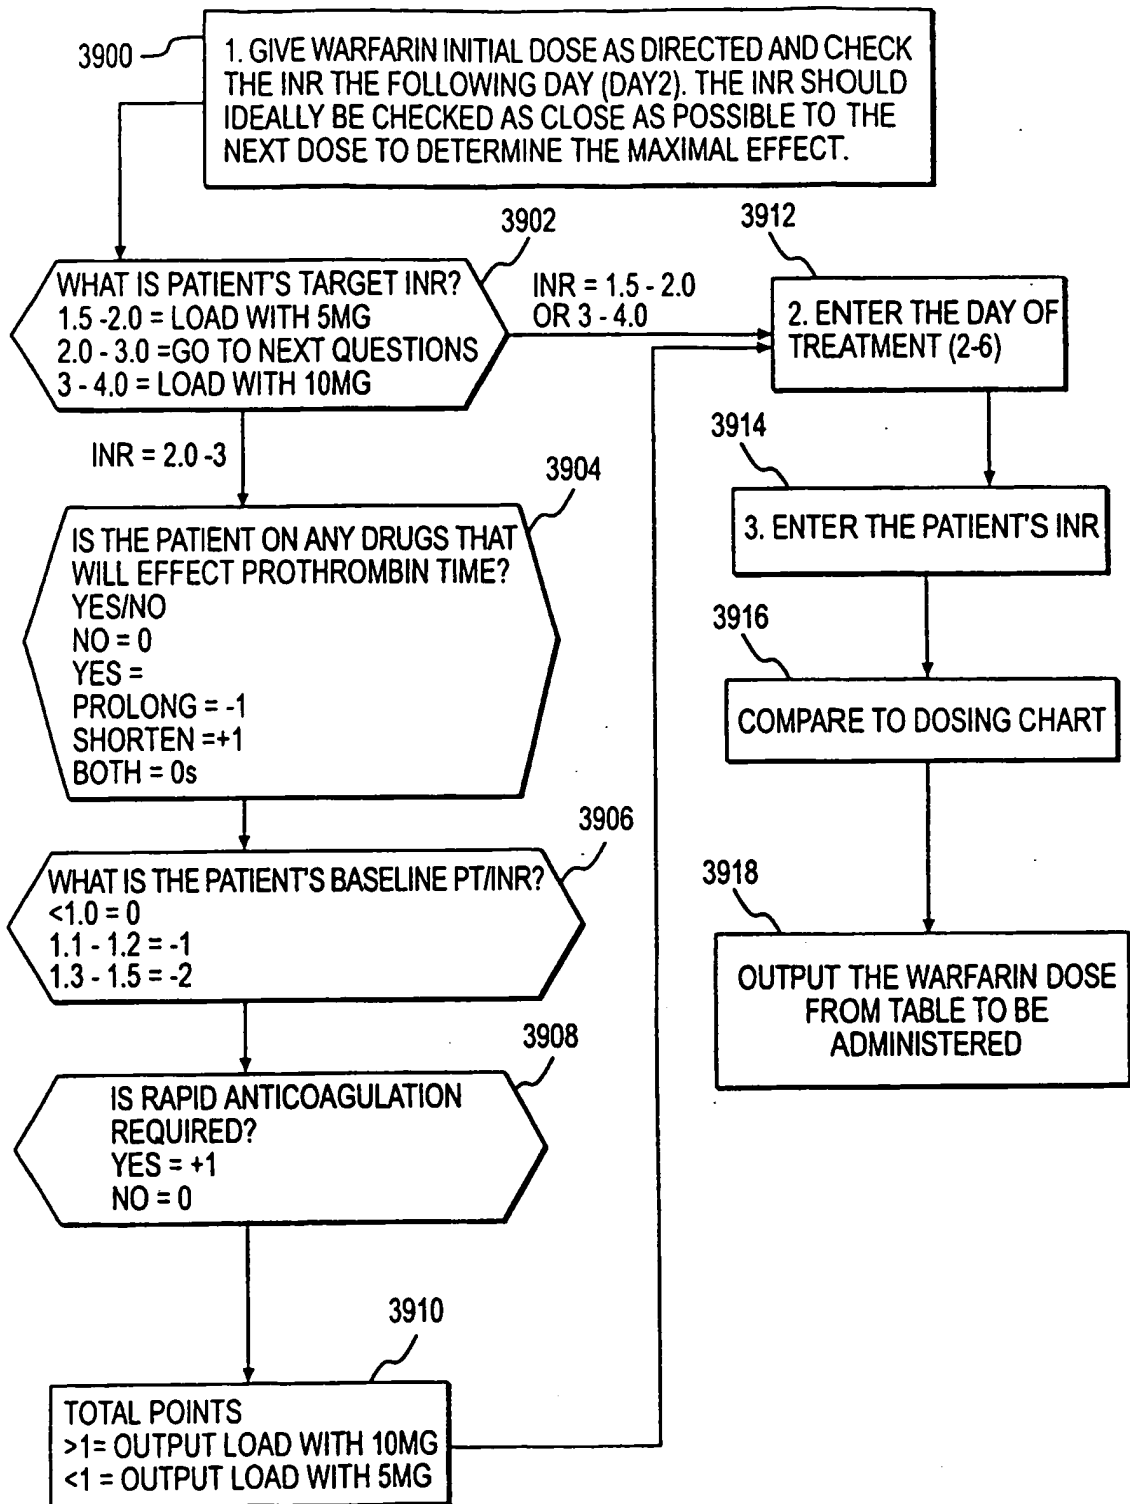 3900
1. GIVE WARFARIN INITIAL DOSE AS DIRECTED AND CHECK
THE INR THE FOLLOWING DAY (DAY2). THE INR SHOULD
IDEALLY BE CHECKED AS CLOSE AS POSSIBLE TO THE
NEXT DOSE TO DETERMINE THE MAXIMAL EFFECT.
3902
WHAT IS PATIENT'S TARGET INR?
1.5 -2.0 = LOAD WITH 5MG
2.0 - 3.0 =GO TO NEXT QUESTIONS
3 - 4.0 = LOAD WITH 10MG
INR = 1.5 - 2.0
OR 3 - 4.0
INR = 2.0 -3
3904
IS THE PATIENT ON ANY DRUGS THAT
WILL EFFECT PROTHROMBIN TIME?
YES/NO
NO = 0
YES =
PROLONG = -1
SHORTEN =+1
BOTH = 0s
3906
WHAT IS THE PATIENT'S BASELINE PT/INR?
<1.0 = 0
1.1 - 1.2 = -1
1.3 - 1.5 = -2
3908
IS RAPID ANTICOAGULATION
REQUIRED?
YES = +1
NO = 0
3910
TOTAL POINTS
>1= OUTPUT LOAD WITH 10MG
<1 = OUTPUT LOAD WITH 5MG
3912
2. ENTER THE DAY OF
TREATMENT (2-6)
3914
3. ENTER THE PATIENT'S INR
3916
COMPARE TO DOSING CHART
3918
OUTPUT THE WARFARIN DOSE
FROM TABLE TO BE
ADMINISTERED